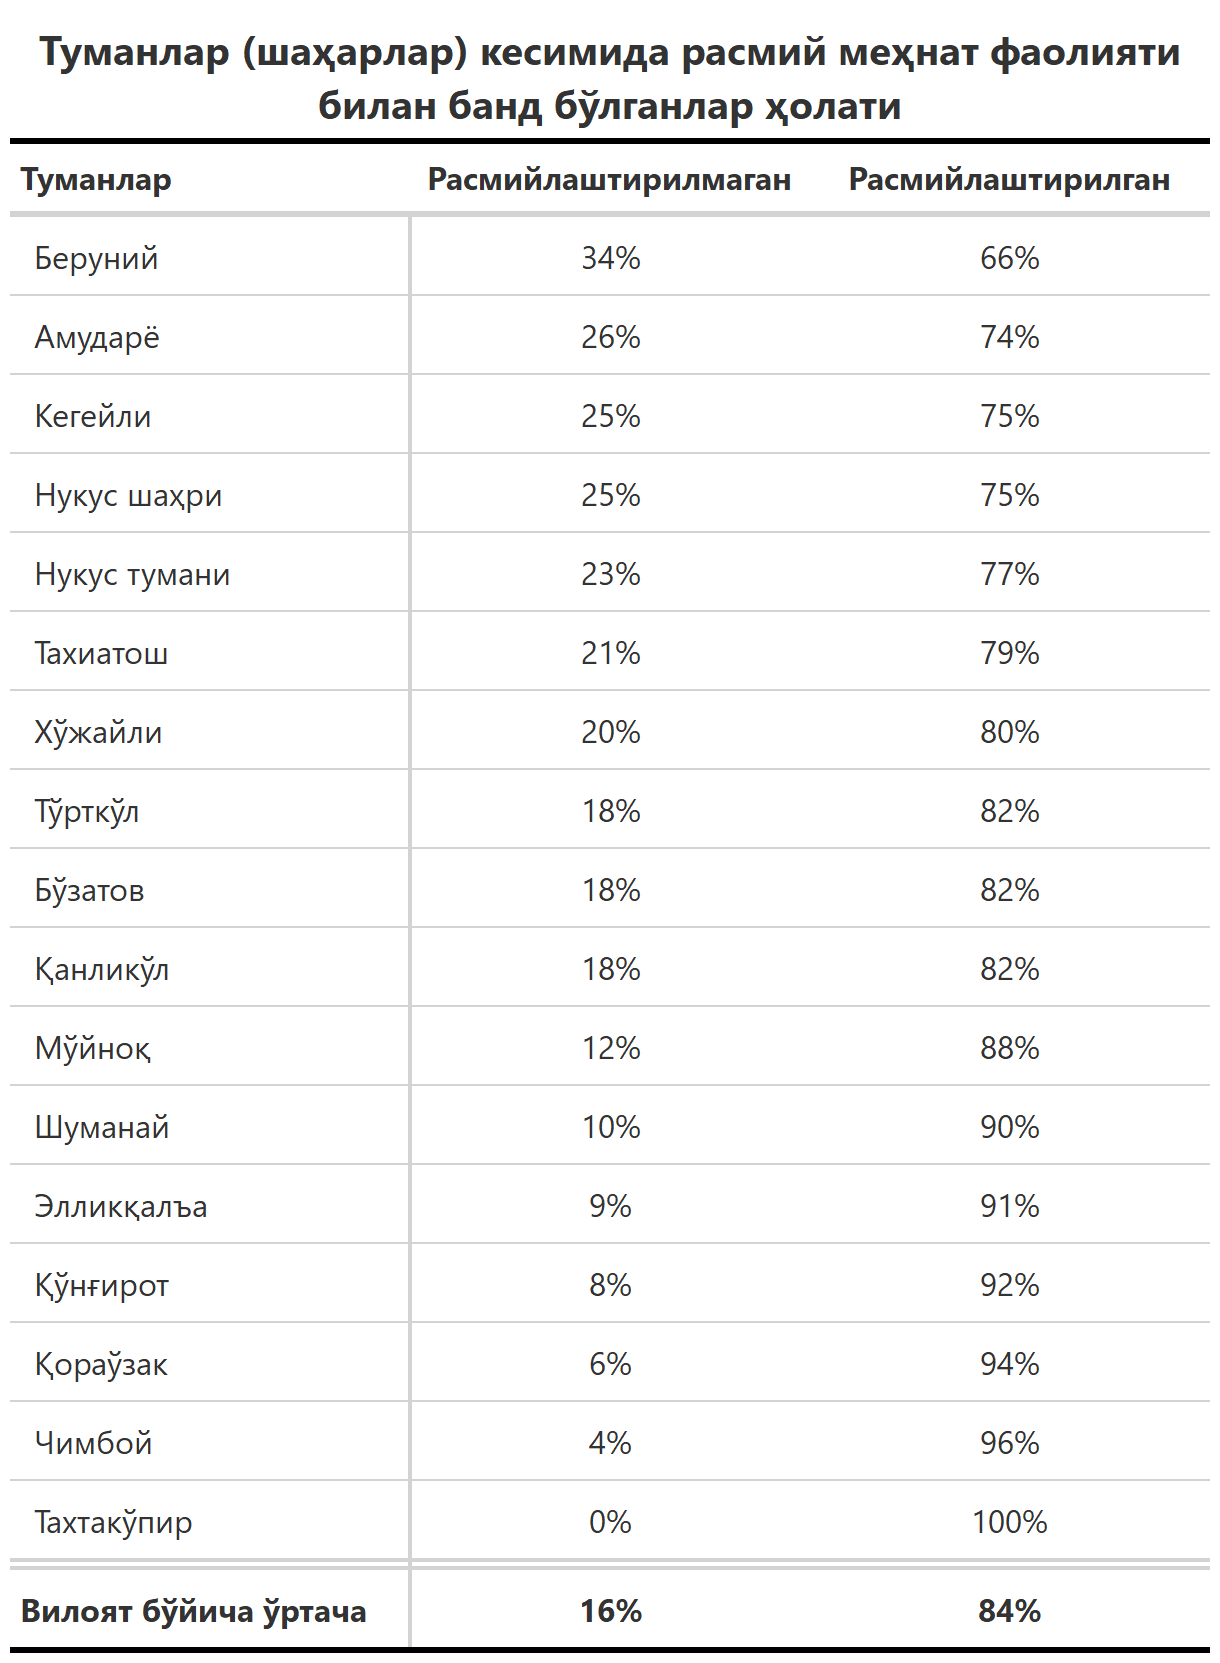 Туманлар (шаҳарлар) кесимида расмий меҳнат фаолияти
билан банд бўлганлар ҳолати
Туманлар Расмийлаштирилмаган Расмийлаштирилган
Беруний 34% 66%
Амударё 26% 74%
Кегейли 25% 75%
Нукус шаҳри 25% 75%
Нукус тумани 23% 77%
Тахиатош 21% 79%
Хўжайли 20% 80%
Тўрткўл 18% 82%
Бўзатов 18% 82%
Қанликўл 18% 82%
Мўйноқ 12% 88%
Шуманай 10% 90%
Элликқалъа 9% 91%
Қўнғирот 8% 92%
Қораўзак 6% 94%
Чимбой 4% 96%
Тахтакўпир 0% 100%
Вилоят бўйича ўртача 16% 84%